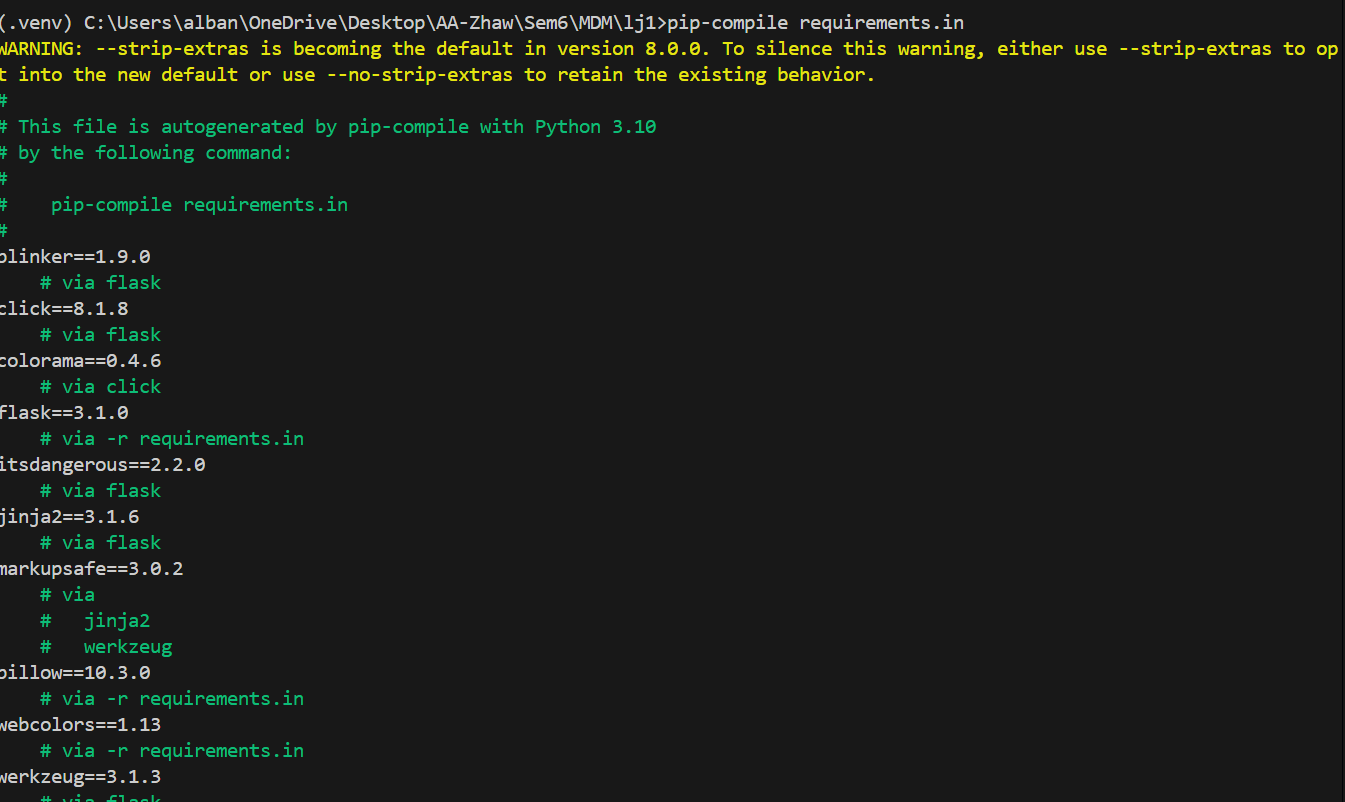 (.venv) C:\Users\alban\OneDrive\Desktop\AA-Zhaw\Sem6\MDM\lj1>pip-compile requirements.in
WARNING: --strip-extras is becoming the default in version 8.0.0. To silence this warning, either use --strip-extras to op
t into the new default or use --no-strip-extras to retain the existing behavior.
#
# This file is autogenerated by pip-compile with Python 3.10
# by the following command:
#
#    pip-compile requirements.in
#
blinker==1.9.0
    # via flask
click==8.1.8
    # via flask
colorama==0.4.6
    # via click
flask==3.1.0
    # via -r requirements.in
itsdangerous==2.2.0
    # via flask
jinja2==3.1.6
    # via flask
markupsafe==3.0.2
    # via
    #   jinja2
    #   werkzeug
pillow==10.3.0
    # via -r requirements.in
webcolors==1.13
    # via -r requirements.in
werkzeug==3.1.3
    # via flask